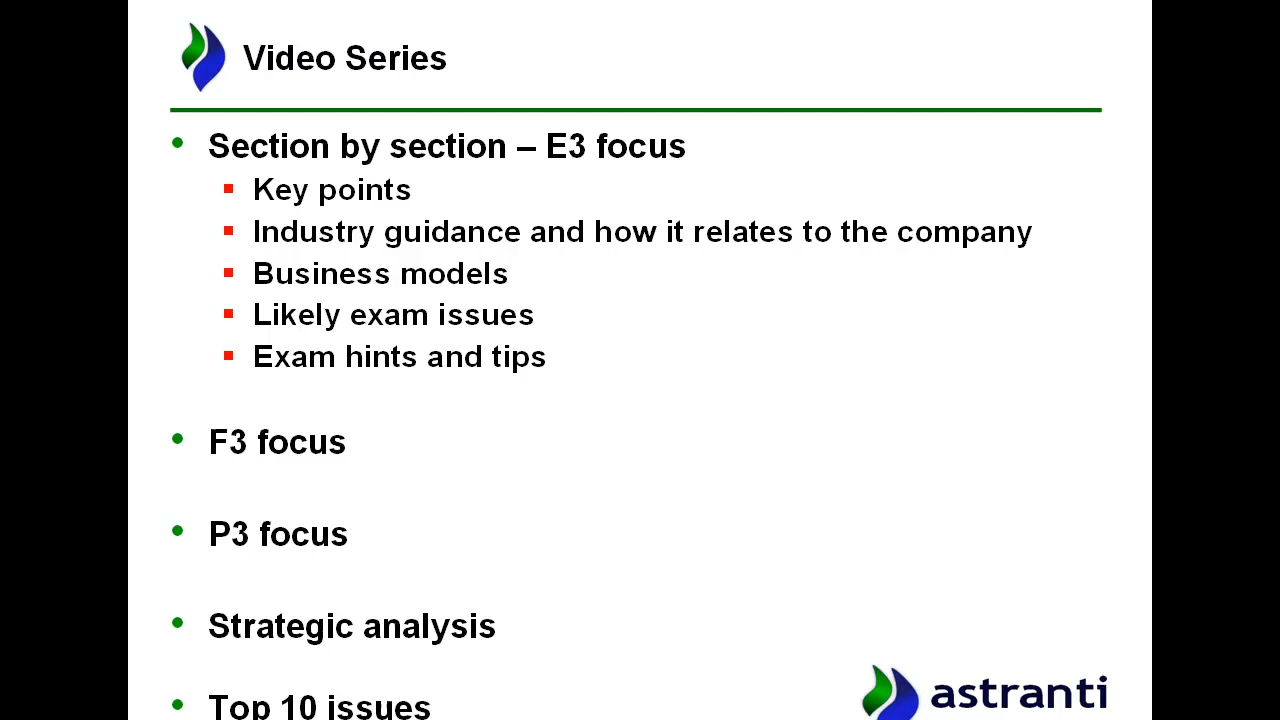 Video Series
Section by section – E3 focus
Key points
Industry guidance and how it relates to the company
Business models
Likely exam issues
Exam hints and tips
F3 focus
P3 focus
Strategic analysis
Top 10 issues
astranti